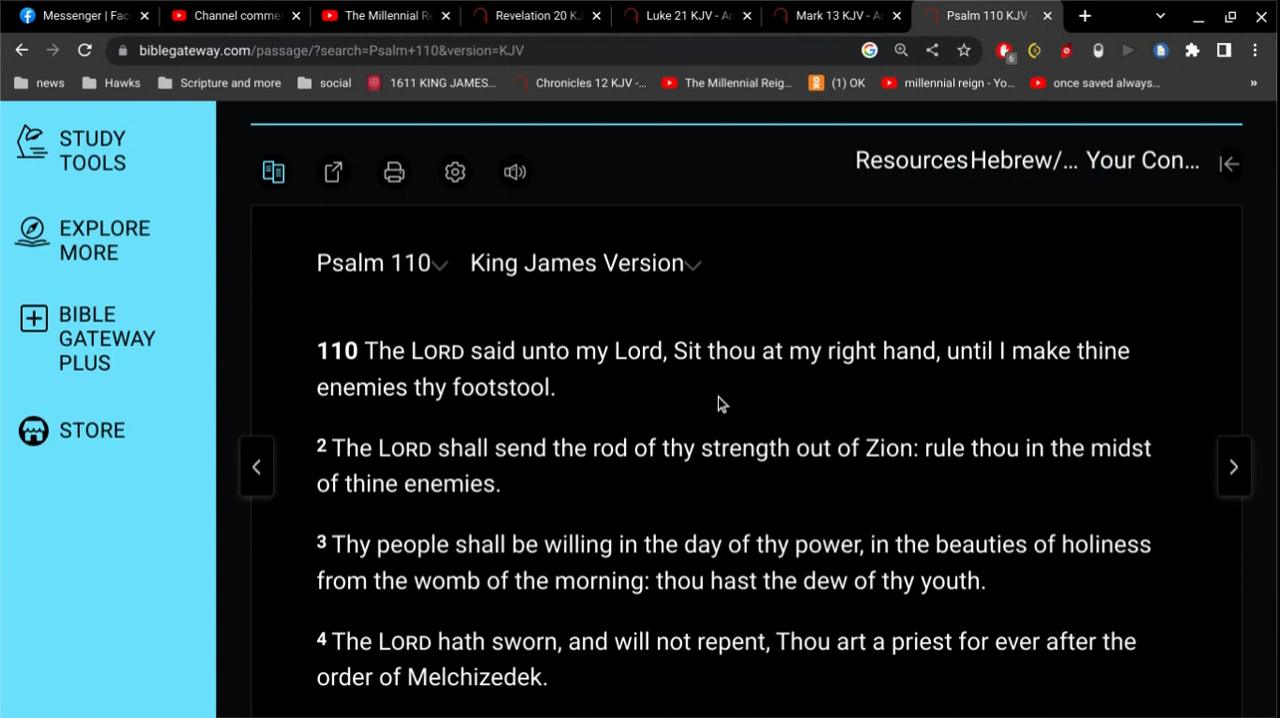 Messenger | Fac
Channel comme
The Millennial R
Revelation 20 KJ
Luke 21 KJV - A
Mark 13 KJV - A
Psalm 110 KJV
biblegateway.com/passage/?search=Psalm+110&version=KJV
6
news
Hawks
Scripture and more
social
1611 KING JAMES...
Chronicles 12 KJV -...
The Millennial Reig...
(1) OK
millennial reign - Yo...
once saved always...
»
STUDY
TOOLS
EXPLORE
MORE
BIBLE
GATEWAY
PLUS
STORE
Resources Hebrew/... Your Con...
Psalm 110 King James Version
110 The LORD said unto my Lord, Sit thou at my right hand, until I make thine
enemies thy footstool.
2 The LORD shall send the rod of thy strength out of Zion: rule thou in the midst
of thine enemies.
3 Thy people shall be willing in the day of thy power, in the beauties of holiness
from the womb of the morning: thou hast the dew of thy youth.
4 The LORD hath sworn, and will not repent, Thou art a priest for ever after the
order of Melchizedek.